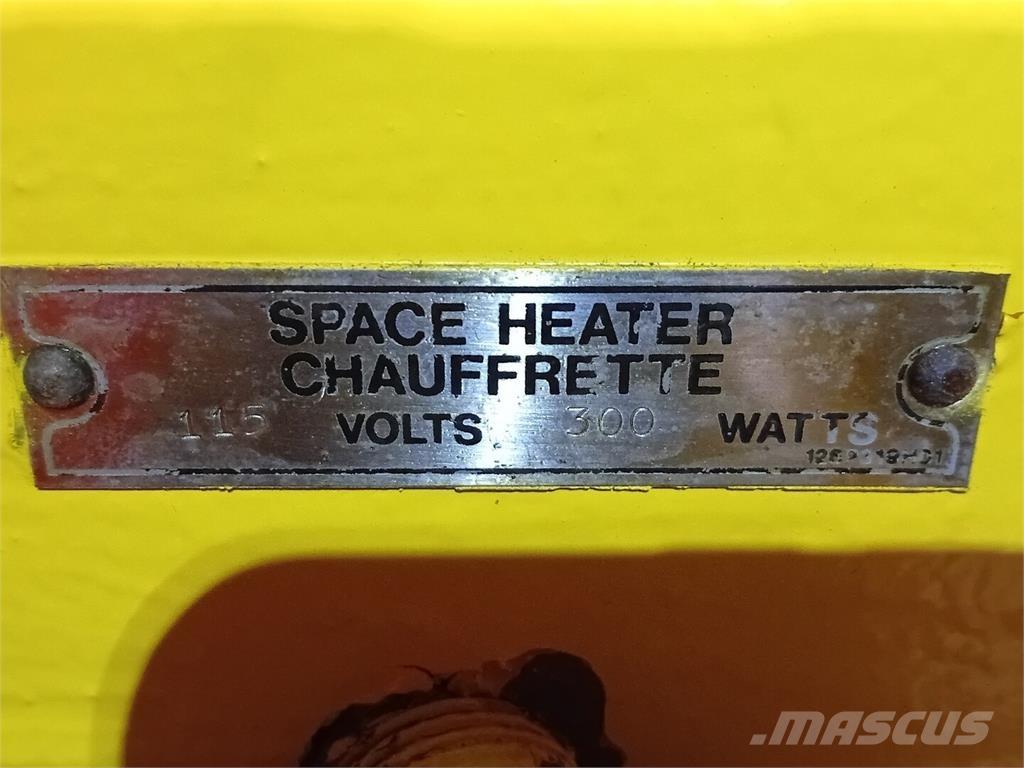 SPACE HEATER
CHAUFFRETTE
115 VOLTS 300 WATTS
MASCUS